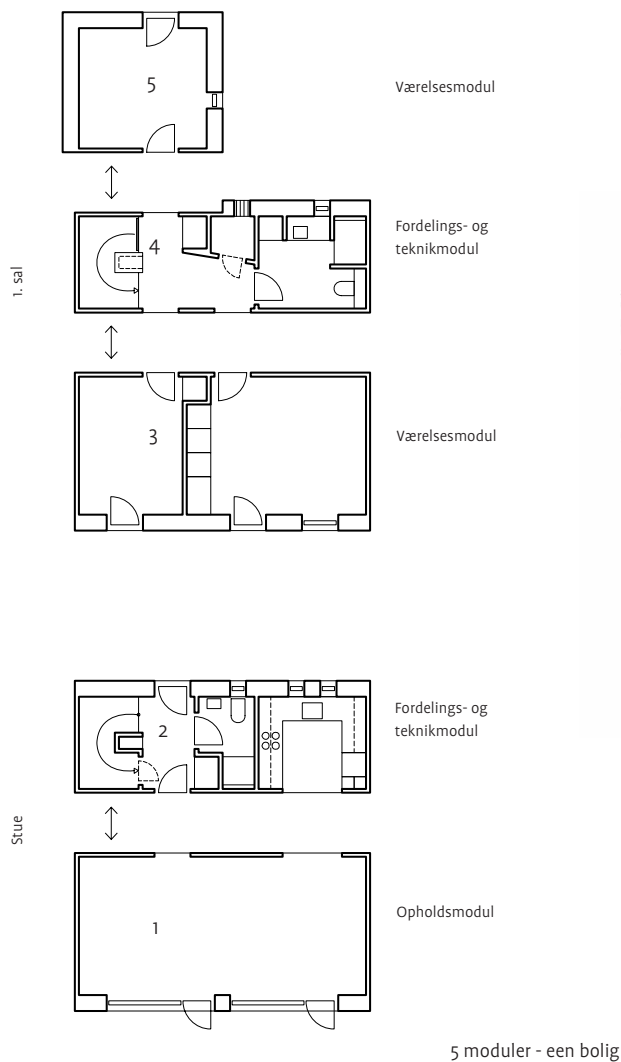 5
Værelsesmodul
4
Fordelings- og
teknikmodul
1. sal
3
Værelsesmodul
2
Fordelings- og
teknikmodul
Stue
1
Opholdsmodul
5 moduler - een bolig